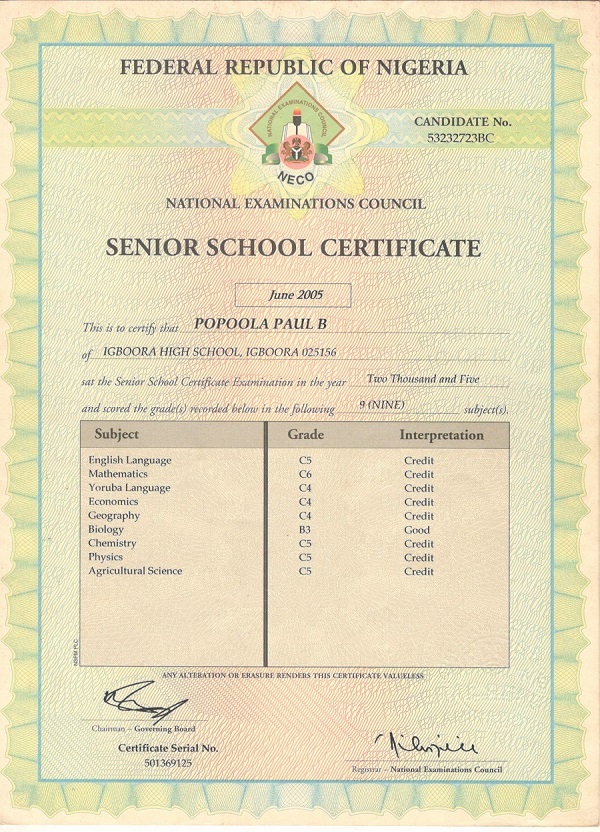 FEDERAL REPUBLIC OF NIGERIA
NATIONAL EXAMINATIONS COUNCIL
NECO
CANDIDATE No.
53232723BC
NATIONAL EXAMINATIONS COUNCIL
SENIOR SCHOOL CERTIFICATE
June 2005
This is to certify that POPOOLA PAUL B
of IGBOORA HIGH SCHOOL, IGBOORA 025156
sat the Senior School Certificate Examination in the year Two Thousand and Five
and scored the grade(s) recorded below in the following 9 (NINE) subject(s).
Subject Grade Interpretation
English Language C5 Credit
Mathematics C6 Credit
Yoruba Language C4 Credit
Economics C4 Credit
Geography C4 Credit
Biology B3 Good
Chemistry C5 Credit
Physics C5 Credit
Agricultural Science C5 Credit
NSPM PLC
ANY ALTERATION OR ERASURE RENDERS THIS CERTIFICATE VALUELESS
Chairman – Governing Board
Certificate Serial No.
501369125
Registrar – National Examinations Council